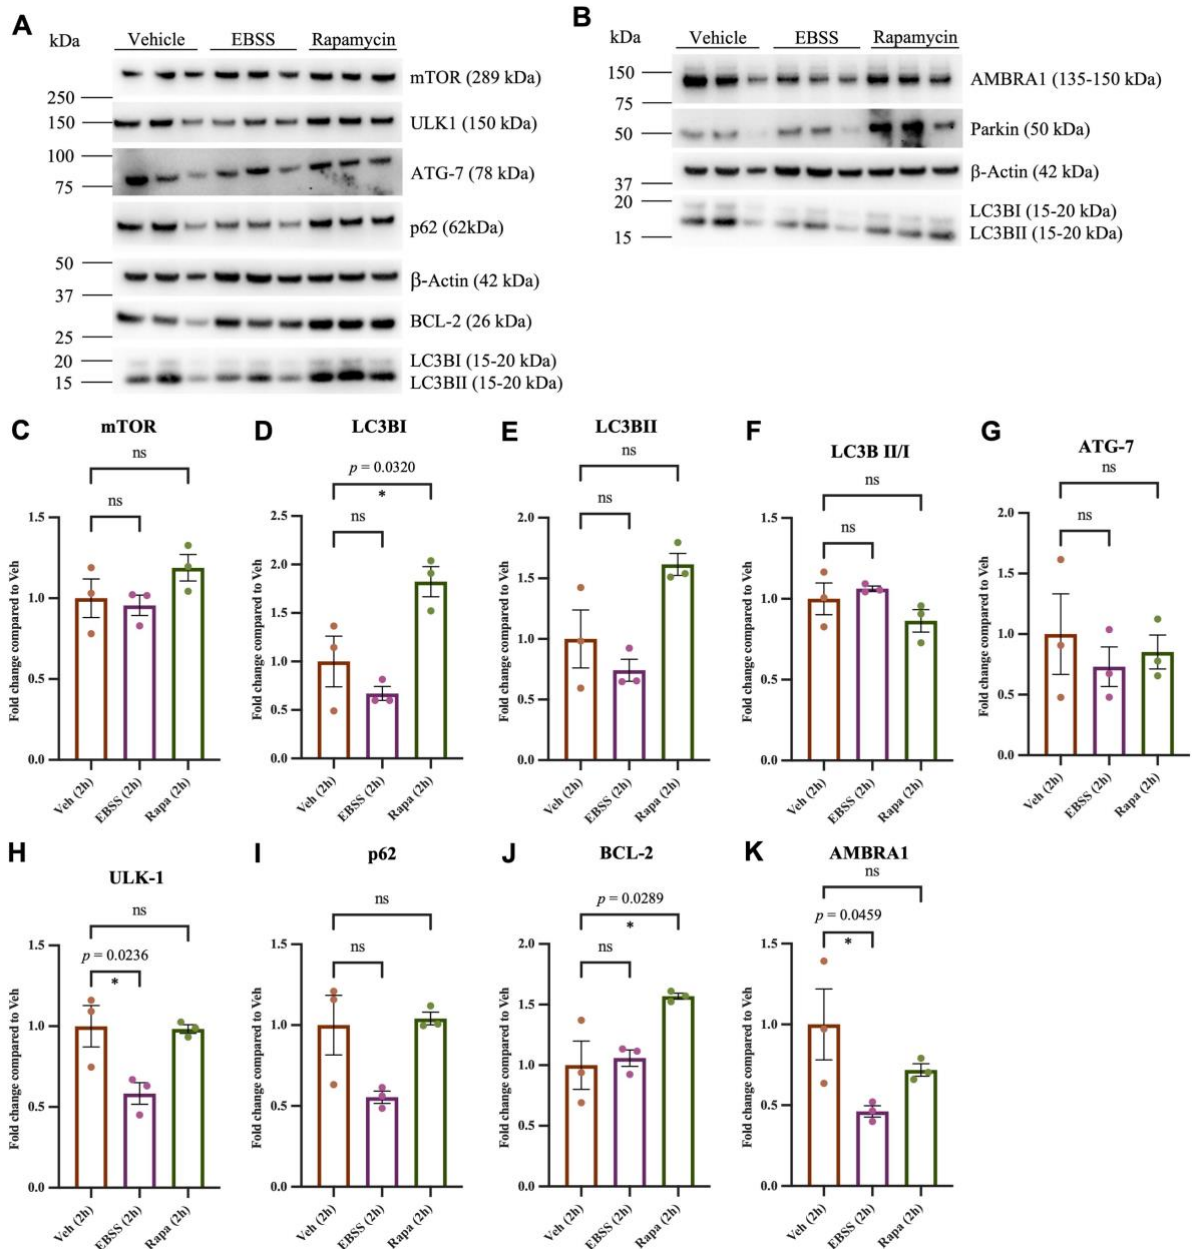 A
kDa
Vehicle EBSS Rapamycin
mTOR (289 kDa)
250
150
ULK1 (150 kDa)
100
75
ATG-7 (78 kDa)
p62 (62kDa)
50
37
β-Actin (42 kDa)
BCL-2 (26 kDa)
25
20
15
LC3BI (15-20 kDa)
LC3BII (15-20 kDa)
B
kDa
Vehicle EBSS Rapamycin
150
75
AMBRA1 (135-150 kDa)
50
Parkin (50 kDa)
37
β-Actin (42 kDa)
20
15
LC3BI (15-20 kDa)
LC3BII (15-20 kDa)
C
mTOR
ns
ns
Fold change compared to Veh
1.5
1.0
0.5
0.0
Veh (2h) EBSS (2h) Rapa (2h)
D
LC3BI
p = 0.0320
*
ns
Fold change compared to Veh
2.5
2.0
1.5
1.0
0.5
0.0
Veh (2h) EBSS (2h) Rapa (2h)
E
LC3BII
ns
ns
Fold change compared to Veh
2.0
1.5
1.0
0.5
0.0
Veh (2h) EBSS (2h) Rapa (2h)
F
LC3B II/I
ns
ns
Fold change compared to Veh
1.5
1.0
0.5
0.0
Veh (2h) EBSS (2h) Rapa (2h)
G
ATG-7
ns
ns
Fold change compared to Veh
2.0
1.5
1.0
0.5
0.0
Veh (2h) EBSS (2h) Rapa (2h)
H
ULK-1
ns
p = 0.0236
*
Fold change compared to Veh
1.5
1.0
0.5
0.0
Veh (2h) EBSS (2h) Rapa (2h)
I
p62
ns
ns
Fold change compared to Veh
1.5
1.0
0.5
0.0
Veh (2h) EBSS (2h) Rapa (2h)
J
BCL-2
p = 0.0289
*
ns
Fold change compared to Veh
2.0
1.5
1.0
0.5
0.0
Veh (2h) EBSS (2h) Rapa (2h)
K
AMBRA1
ns
p = 0.0459
*
Fold change compared to Veh
1.5
1.0
0.5
0.0
Veh (2h) EBSS (2h) Rapa (2h)